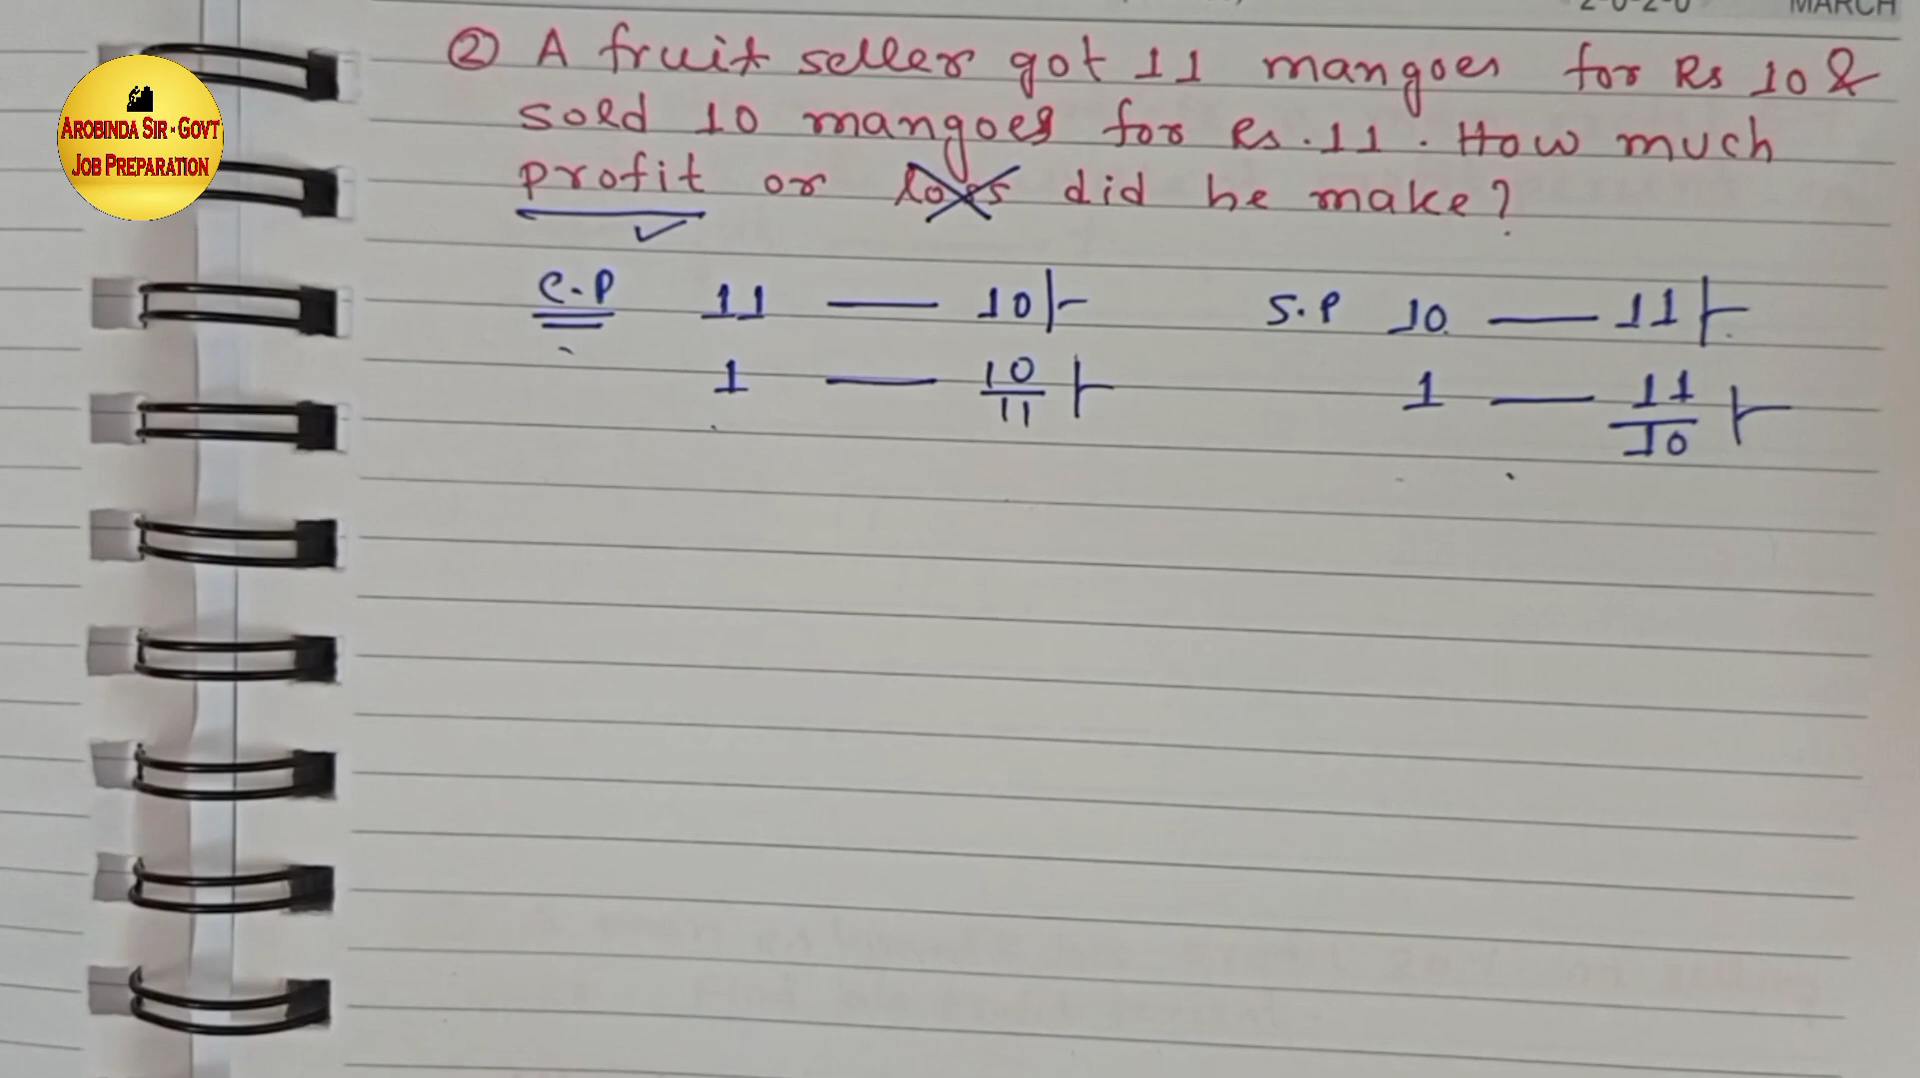 MARCH
② A fruit seller got 11 mangoes for Rs 10 &
sold 10 mangoes for Rs. 11. How much
profit or loss did he make?
C.P 11 — 10/- S.P 10 — 11/-
1 — 10/11 /- 1 — 11/10 /-
AROBINDA SIR - GOVT
JOB PREPARATION